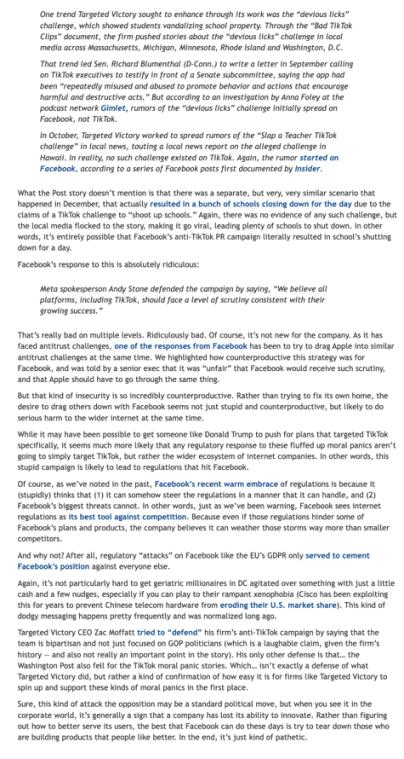 One trend Targeted Victory sought to enhance through its work was the "devious licks"
challenge, which showed students vandalizing school property. Through the "Bad TikTok
Clips" document, the firm pushed stories about the "devious licks" challenge in local
media across Massachusetts, Michigan, Minnesota, Rhode Island and Washington, D.C.
That trend led Sen. Richard Blumenthal (D-Conn.) to write a letter in September calling
on TikTok executives to testify in front of a Senate subcommittee, saying the app had
been "repeatedly misused and abused to promote behavior and actions that encourage
harmful and destructive acts." But according to an investigation by Anna Foley at the
podcast network Gimlet, rumors of the "devious licks" challenge initially spread on
Facebook, not TikTok.
In October, Targeted Victory worked to spread rumors of the "Slap a Teacher TikTok
challenge" in local news, touting a local news report on the alleged challenge in
Hawaii. In reality, no such challenge existed on TikTok. Again, the rumor started on
Facebook, according to a series of Facebook posts first documented by Insider.
What the Post story doesn't mention is that there was a separate, but very, very similar scenario that
happened in December, that actually resulted in a bunch of schools closing down for the day due to the
claims of a TikTok challenge to "shoot up schools." Again, there was no evidence of any such challenge, but
the local media flocked to the story, making it go viral, leading plenty of schools to shut down. In other
words, it's entirely possible that Facebook's anti-TikTok PR campaign literally resulted in school's shutting
down for a day.
Facebook's response to this is absolutely ridiculous:
Meta spokesperson Andy Stone defended the campaign by saying, "We believe all
platforms, including TikTok, should face a level of scrutiny consistent with their
growing success."
That's really bad on multiple levels. Ridiculously bad. Of course, it's not new for the company. As it has
faced antitrust challenges, one of the responses from Facebook has been to try to drag Apple into similar
antitrust challenges at the same time. We highlighted how counterproductive this strategy was for
Facebook, and was told by a senior exec that it was "unfair" that Facebook would receive such scrutiny,
and that Apple should have to go through the same thing.
But that kind of insecurity is so incredibly counterproductive. Rather than trying to fix its own home, the
desire to drag others down with Facebook seems not just stupid and counterproductive, but likely to do
serious harm to the wider internet at the same time.
While it may have been possible to get someone like Donald Trump to push for plans that targeted TikTok
specifically, it seems much more likely that any regulatory response to these fluffed up moral panics aren't
going to simply target TikTok, but rather the wider ecosystem of internet companies. In other words, this
stupid campaign is likely to lead to regulations that hit Facebook.
Of course, as we've noted in the past, Facebook's recent warm embrace of regulations is because it
(stupidly) thinks that (1) it can somehow steer the regulations in a manner that it can handle, and (2)
Facebook's biggest threats cannot. In other words, just as we've been warning, Facebook sees internet
regulations as its best tool against competition. Because even if those regulations hinder some of
Facebook's plans and products, the company believes it can weather those storms way more than smaller
competitors.
And why not? After all, regulatory "attacks" on Facebook like the EU's GDPR only served to cement
Facebook's position against everyone else.
Again, it's not particularly hard to get geriatric millionaires in DC agitated over something with just a little
cash and a few nudges, especially if you can play to their rampant xenophobia (Cisco has been exploiting
this for years to prevent Chinese telecom hardware from eroding their U.S. market share). This kind of
dodgy messaging happens pretty frequently and was normalized long ago.
Targeted Victory CEO Zac Moffatt tried to "defend" his firm's anti-TikTok campaign by saying that the
team is bipartisan and not just focused on GOP politicians (which is a laughable claim, given the firm's
history — and also not really an important point in the story). His only other defense is that… the
Washington Post also fell for the TikTok moral panic stories. Which… isn't exactly a defense of what
Targeted Victory did, but rather a kind of confirmation of how easy it is for firms like Targeted Victory to
spin up and support these kinds of moral panics in the first place.
Sure, this kind of attack the opposition may be a standard political move, but when you see it in the
corporate world, it's generally a sign that a company has lost its ability to innovate. Rather than figuring
out how to better serve its users, the best that Facebook can do these days is try to tear down those who
are building products that people like better. In the end, it's just kind of pathetic.